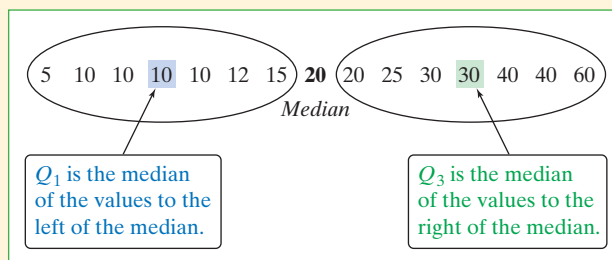 5 10 10 10 10 12 15 20 20 25 30 30 40 40 60
Median
Q1 is the median
of the values to the
left of the median.
Q3 is the median
of the values to the
right of the median.